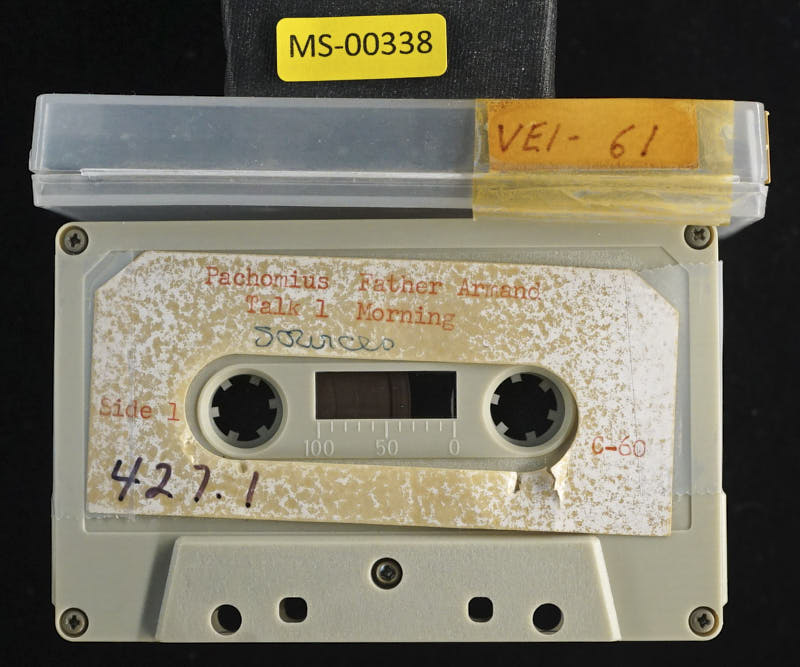 MS-00338
VEI- 61
Pachomius Father Armand
Talk 1 Morning
Sources
Side 1
100 50 0
C-60
427.1